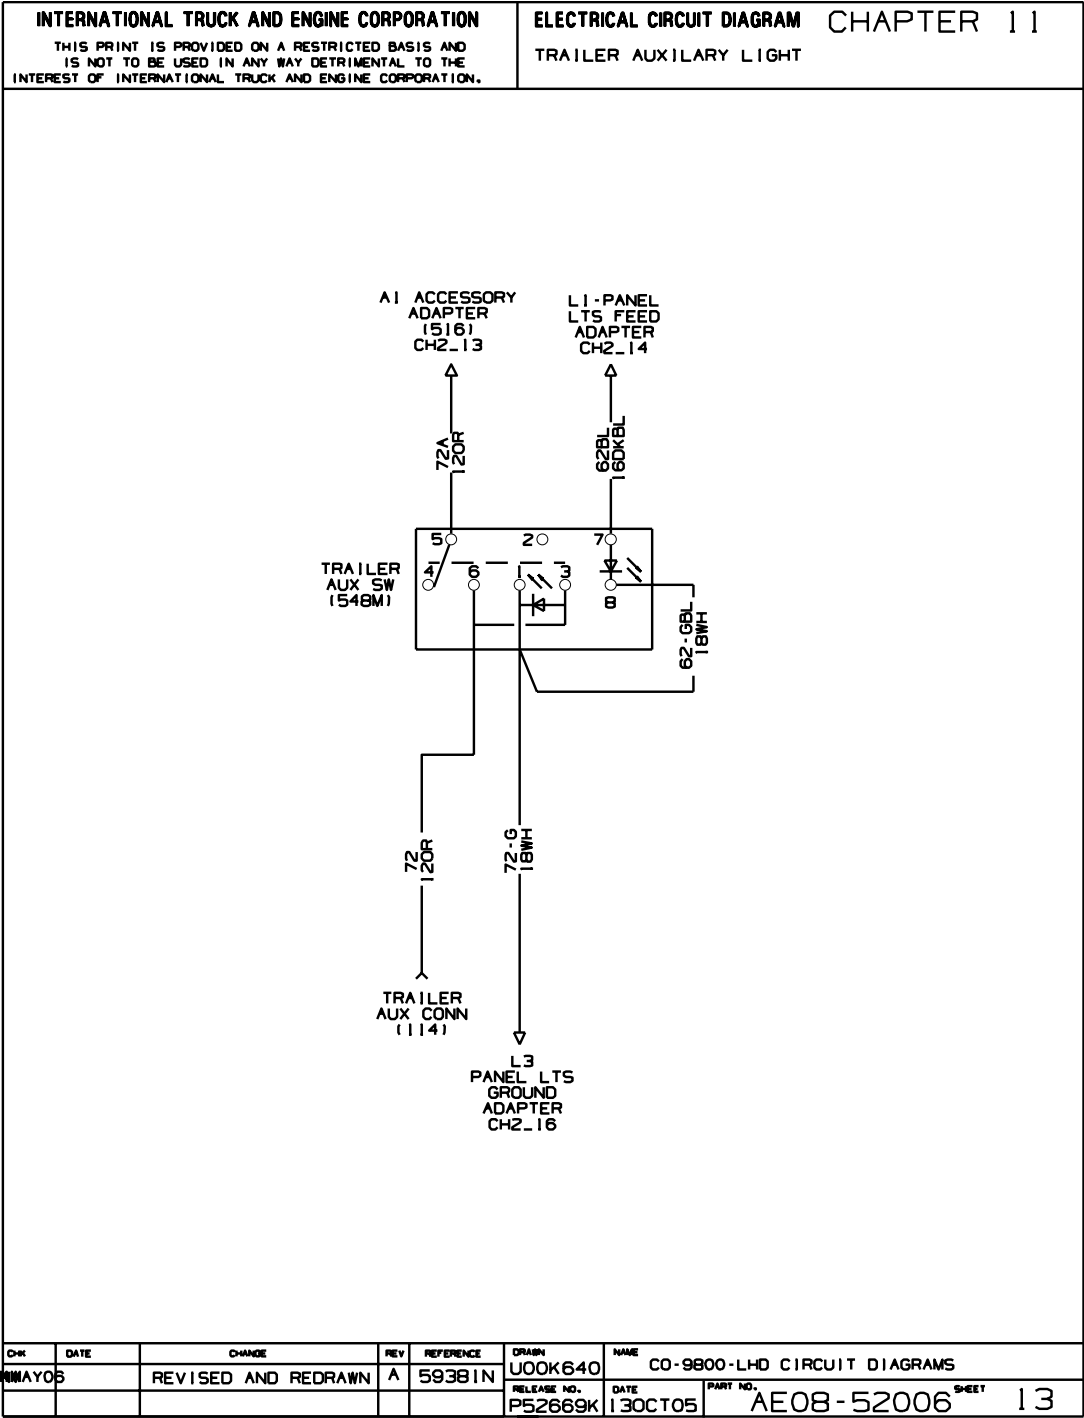 INTERNATIONAL TRUCK AND ENGINE CORPORATION
THIS PRINT IS PROVIDED ON A RESTRICTED BASIS AND
IS NOT TO BE USED IN ANY WAY DETRIMENTAL TO THE
INTEREST OF INTERNATIONAL TRUCK AND ENGINE CORPORATION.
ELECTRICAL CIRCUIT DIAGRAM CHAPTER 11
TRAILER AUXILARY LIGHT
A1 ACCESSORY
ADAPTER
(516)
CH2_13
L1-PANEL
LTS FEED
ADAPTER
CH2_14
72A
12OR
62BL
16DKBL
5
2
7
TRAILER
AUX SW
(548M)
4
6
1
3
8
62-GBL
18WH
72
12OR
72-G
18WH
TRAILER
AUX CONN
(114)
L3
PANEL LTS
GROUND
ADAPTER
CH2_16
CHK DATE CHANGE REV REFERENCE
MAY06 REVISED AND REDRAWN A 59381N
DRAWN
U00K640
NAME
CO-9800-LHD CIRCUIT DIAGRAMS
RELEASE NO.
P52669K
DATE
13OCT05
PART NO.
AE08-52006
SHEET
13